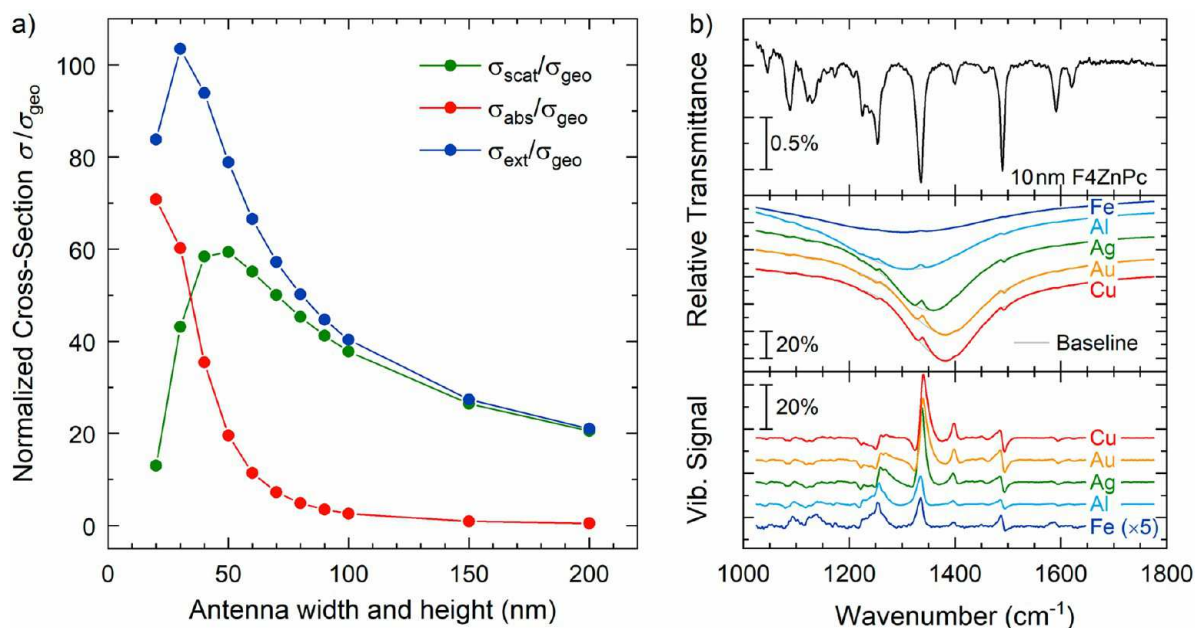 a)
Normalized Cross-Section σ/σgeo
100
80
60
40
20
0
σscat/σgeo
σabs/σgeo
σext/σgeo
0 50 100 150 200
Antenna width and height (nm)
b)
Relative Transmittance
Vib. Signal
0.5%
10nm F4ZnPc
Fe
Al
Ag
Au
Cu
20%
Baseline
20%
Cu
Au
Ag
Al
Fe (×5)
1000 1200 1400 1600 1800
Wavenumber (cm⁻¹)